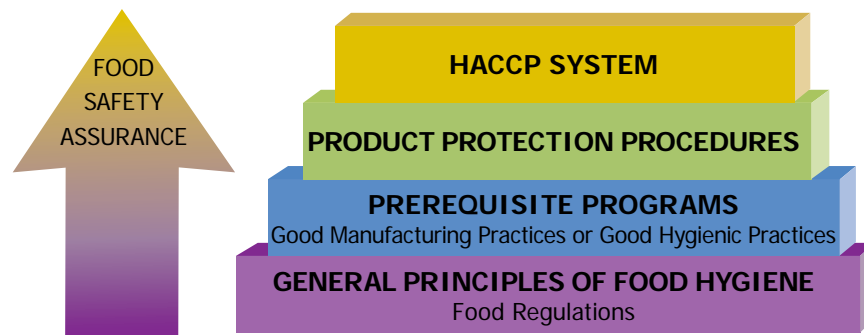 FOOD
SAFETY
ASSURANCE
HACCP SYSTEM
PRODUCT PROTECTION PROCEDURES
PREREQUISITE PROGRAMS
Good Manufacturing Practices or Good Hygienic Practices
GENERAL PRINCIPLES OF FOOD HYGIENE
Food Regulations